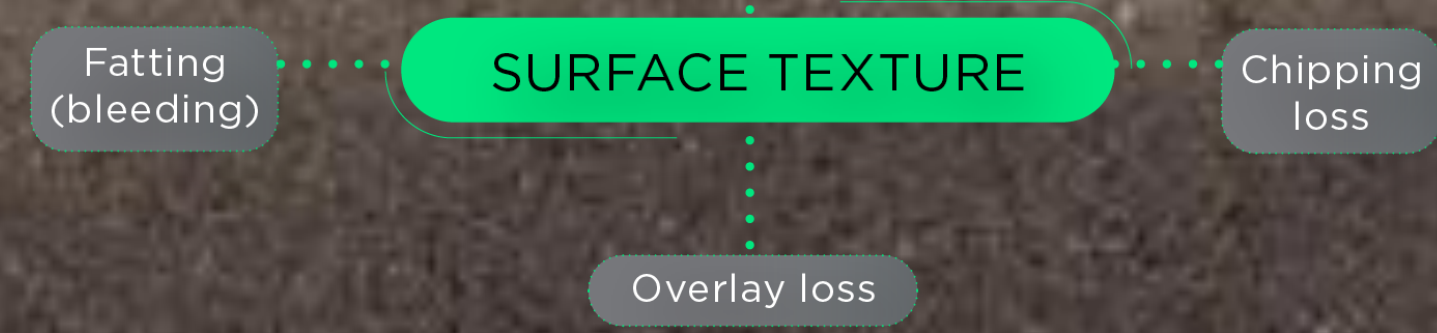 Fatting
(bleeding)
SURFACE TEXTURE
Chipping
loss
Overlay loss